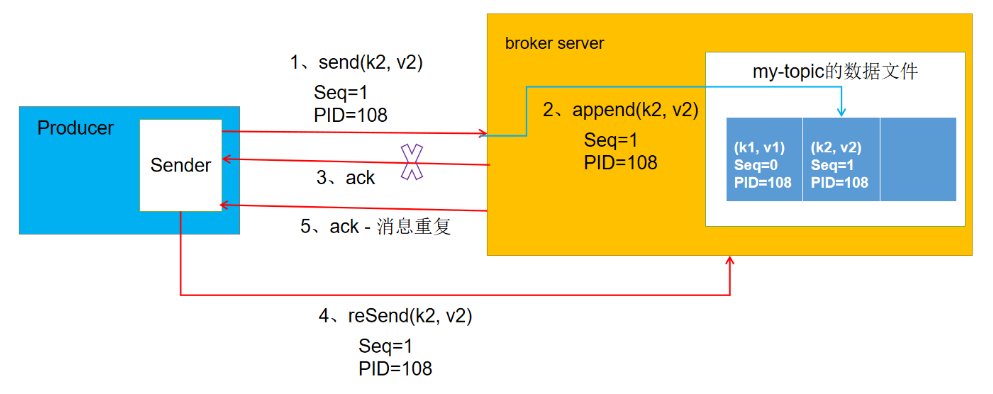 broker server
1、send(k2, v2)
Seq=1
PID=108
my-topic的数据文件
2、append(k2, v2)
Seq=1
PID=108
Producer
Sender
(k1, v1)
Seq=0
PID=108
(k2, v2)
Seq=1
PID=108
3、ack
5、ack - 消息重复
4、reSend(k2, v2)
Seq=1
PID=108